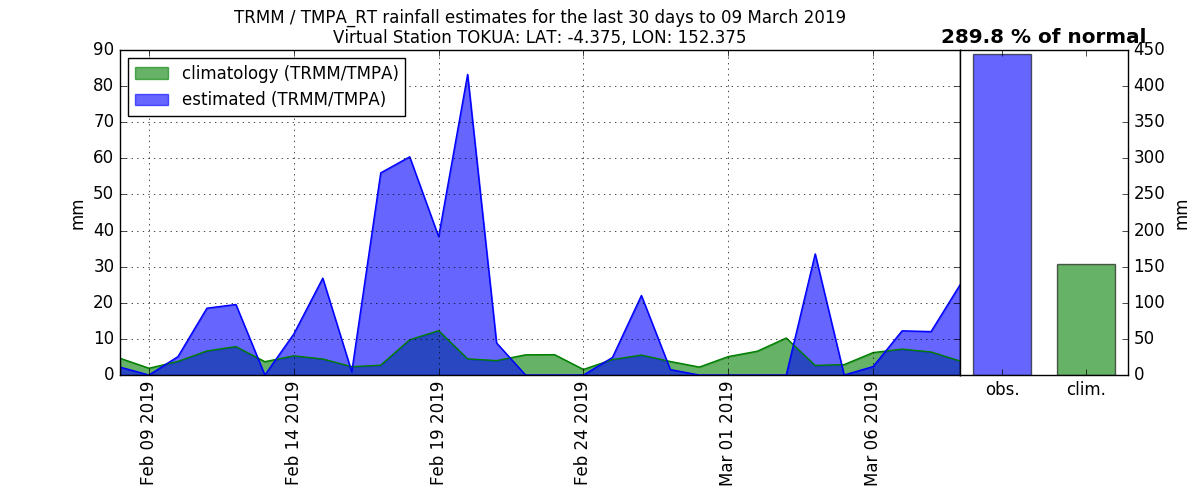 TRMM / TMPA_RT rainfall estimates for the last 30 days to 09 March 2019
Virtual Station TOKUA: LAT: -4.375, LON: 152.375
289.8 % of normal
climatology (TRMM/TMPA)
estimated (TRMM/TMPA)
90
80
70
60
50
40
30
20
10
0
mm
Feb 09 2019
Feb 14 2019
Feb 19 2019
Feb 24 2019
Mar 01 2019
Mar 06 2019
obs.
clim.
450
400
350
300
250
200
150
100
50
0
mm